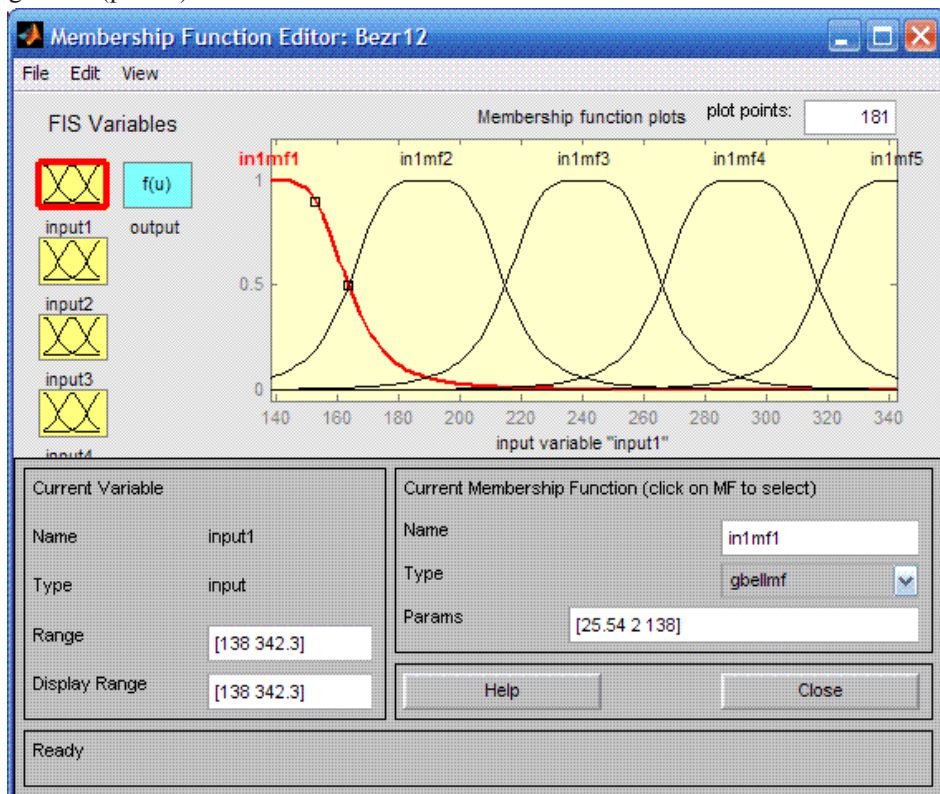 Membership Function Editor: Bezr12
File Edit View
FIS Variables
Membership function plots plot points: 181
in1mf1 in1mf2 in1mf3 in1mf4 in1mf5
f(u)
input1 output
input2
input3
input4
1
0.5
0
140 160 180 200 220 240 260 280 300 320 340
input variable "input1"
Current Variable
Name input1
Type input
Range [138 342.3]
Display Range [138 342.3]
Current Membership Function (click on MF to select)
Name in1mf1
Type gbellmf
Params [25.54 2 138]
Help Close
Ready